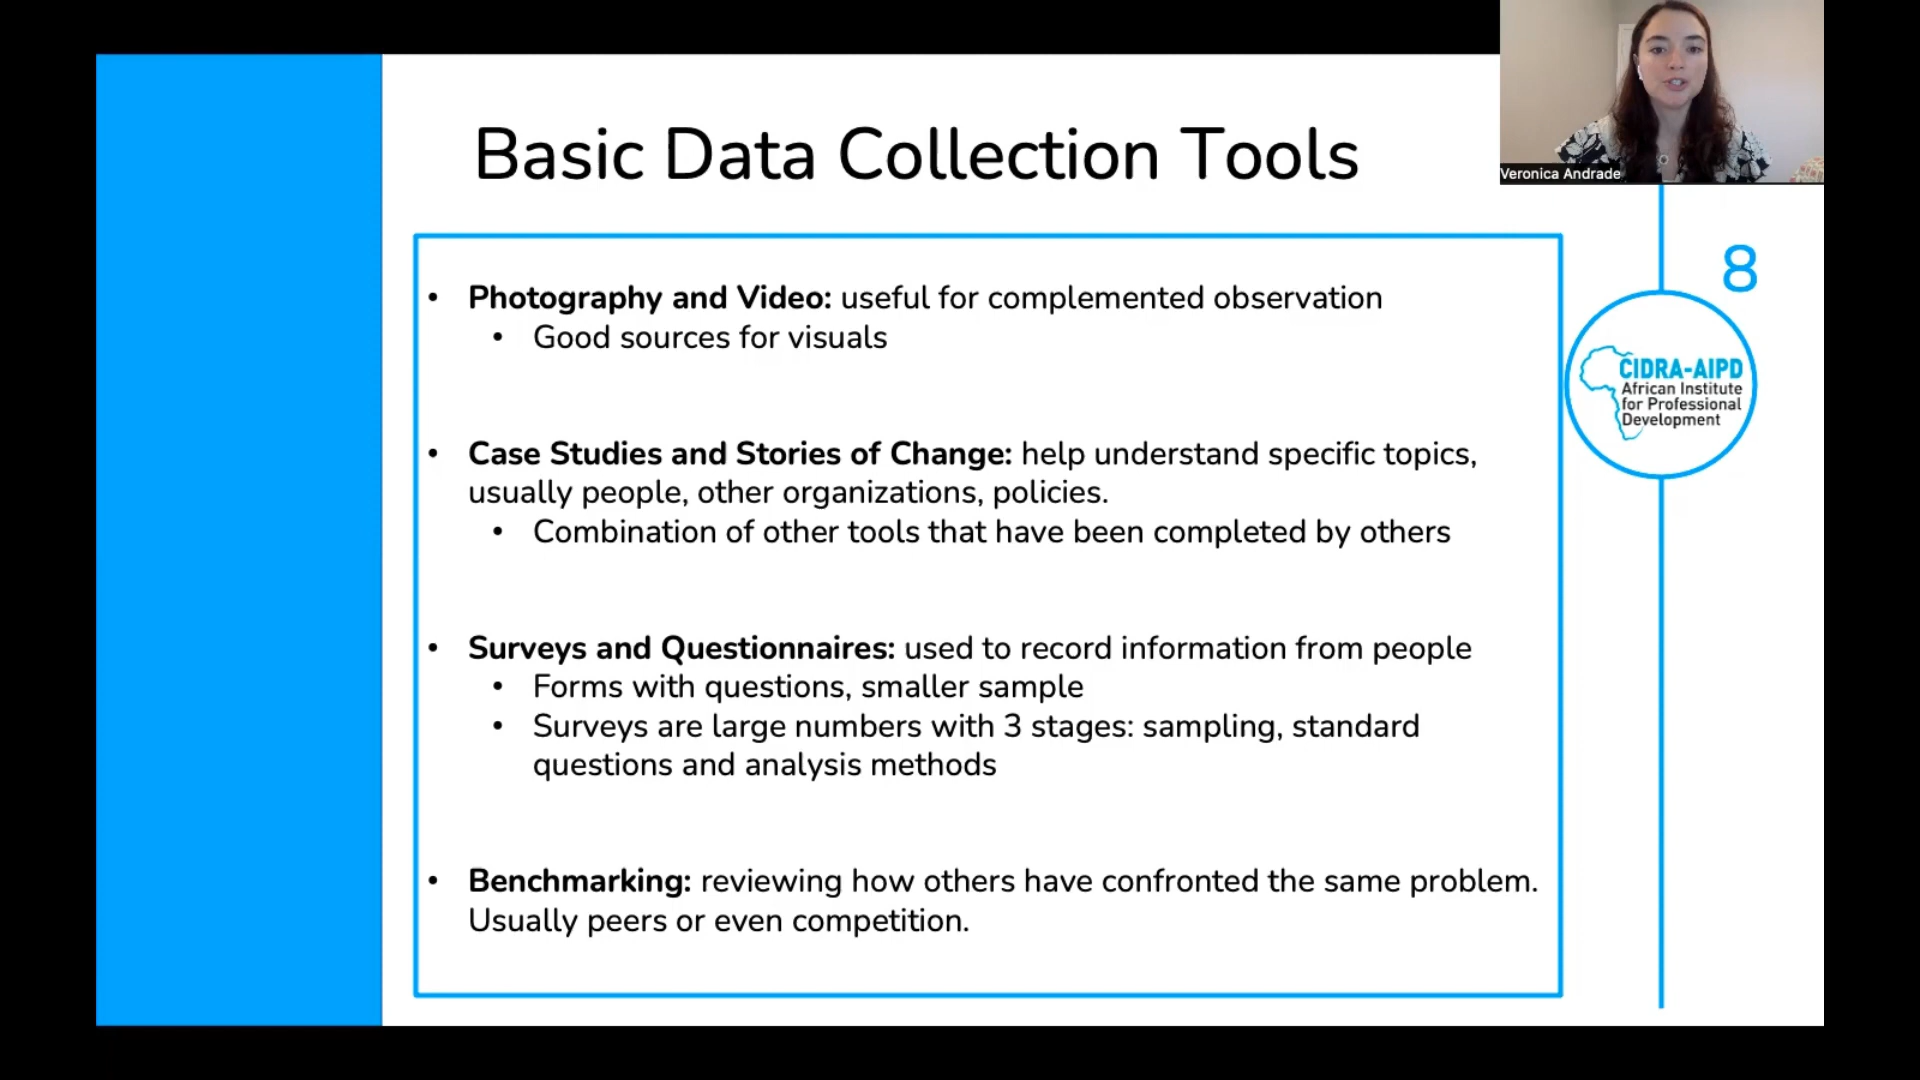 Basic Data Collection Tools
Veronica Andrade
8
CIDRA-AIPD
African Institute
for Professional
Development
• Photography and Video: useful for complemented observation
• Good sources for visuals
• Case Studies and Stories of Change: help understand specific topics,
usually people, other organizations, policies.
• Combination of other tools that have been completed by others
• Surveys and Questionnaires: used to record information from people
• Forms with questions, smaller sample
• Surveys are large numbers with 3 stages: sampling, standard
questions and analysis methods
• Benchmarking: reviewing how others have confronted the same problem.
Usually peers or even competition.